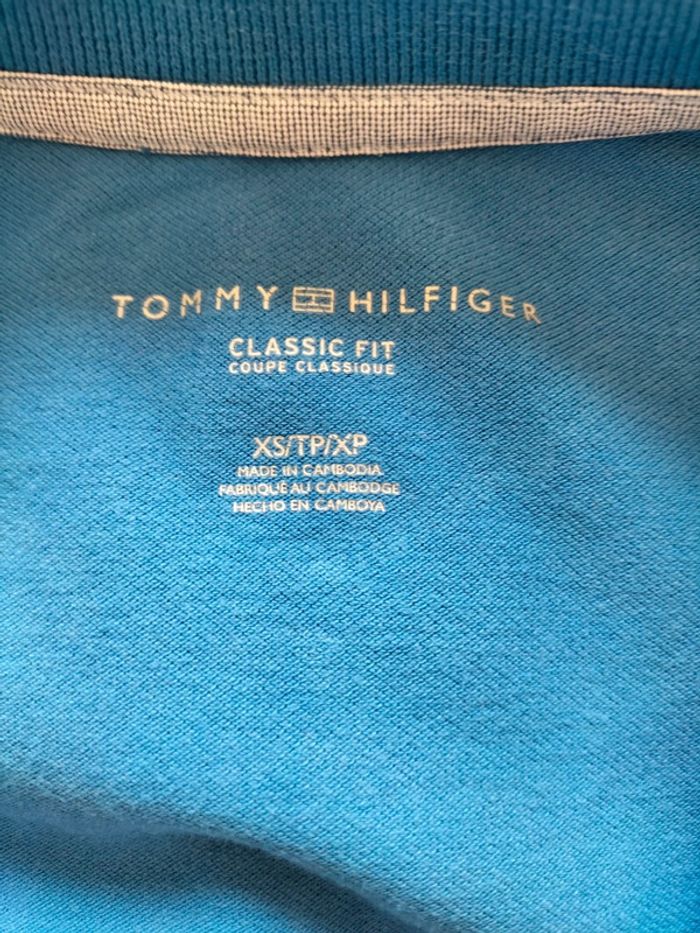 TOMMY HILFIGER
CLASSIC FIT
COUPE CLASSIQUE
XS/TP/XP
MADE IN CAMBODIA
FABRIQUÉ AU CAMBODGE
HECHO EN CAMBOYA